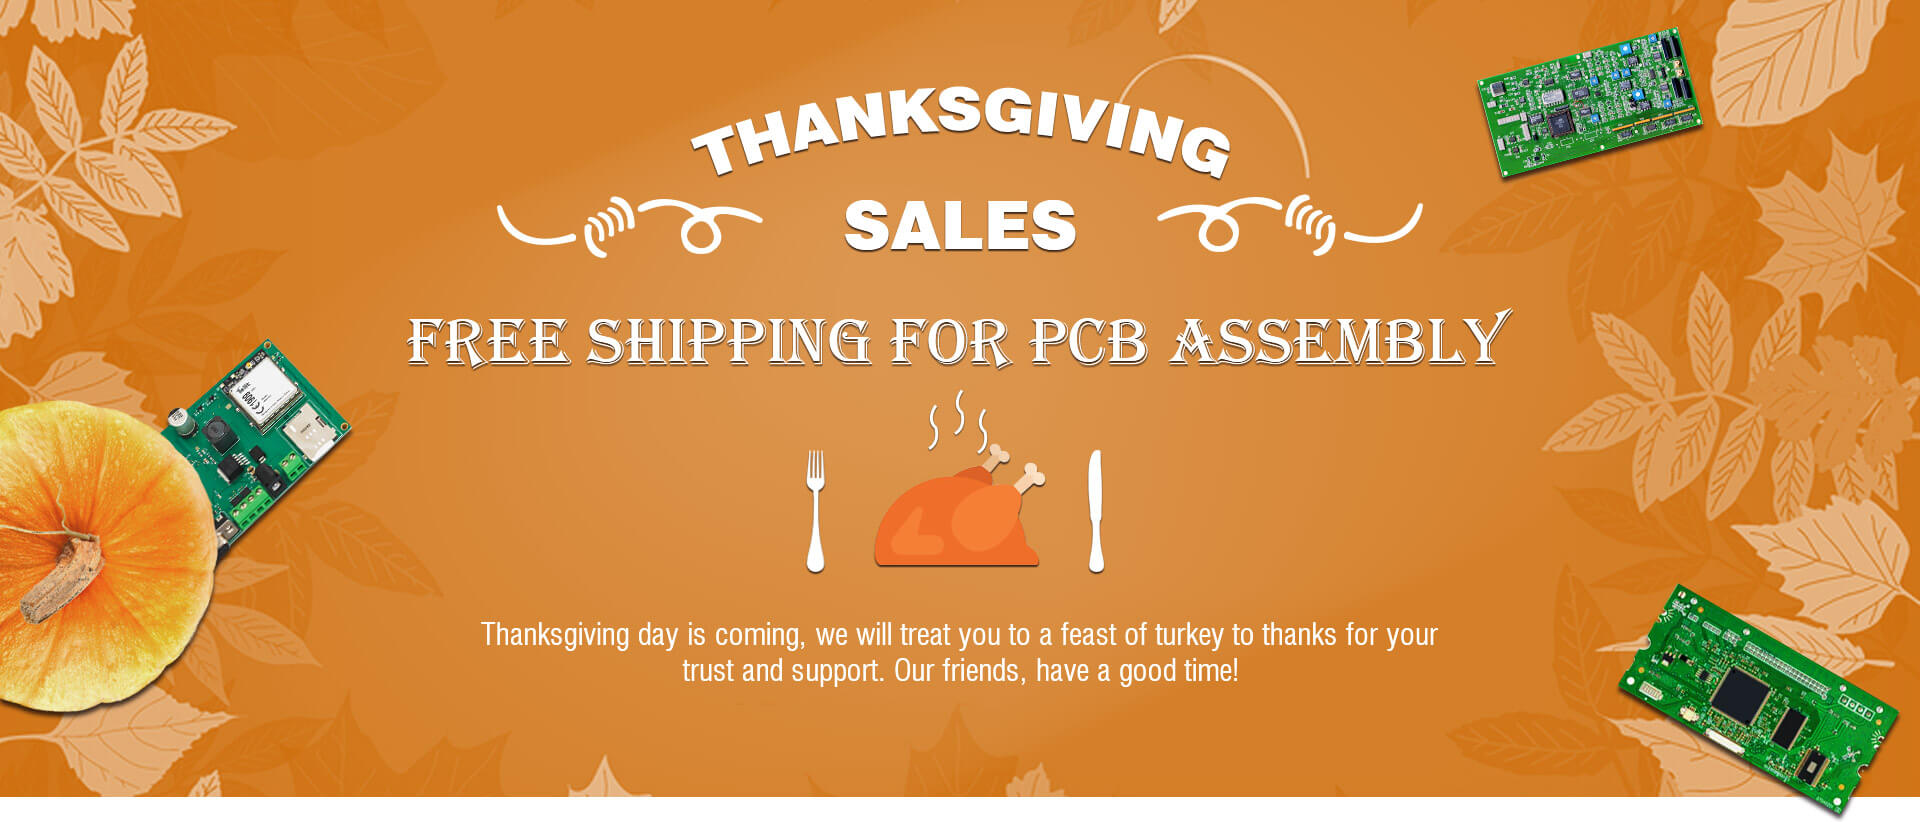 THANKSGIVING
SALES
FREE SHIPPING FOR PCB ASSEMBLY
Thanksgiving day is coming, we will treat you to a feast of turkey to thanks for your
trust and support. Our friends, have a good time!